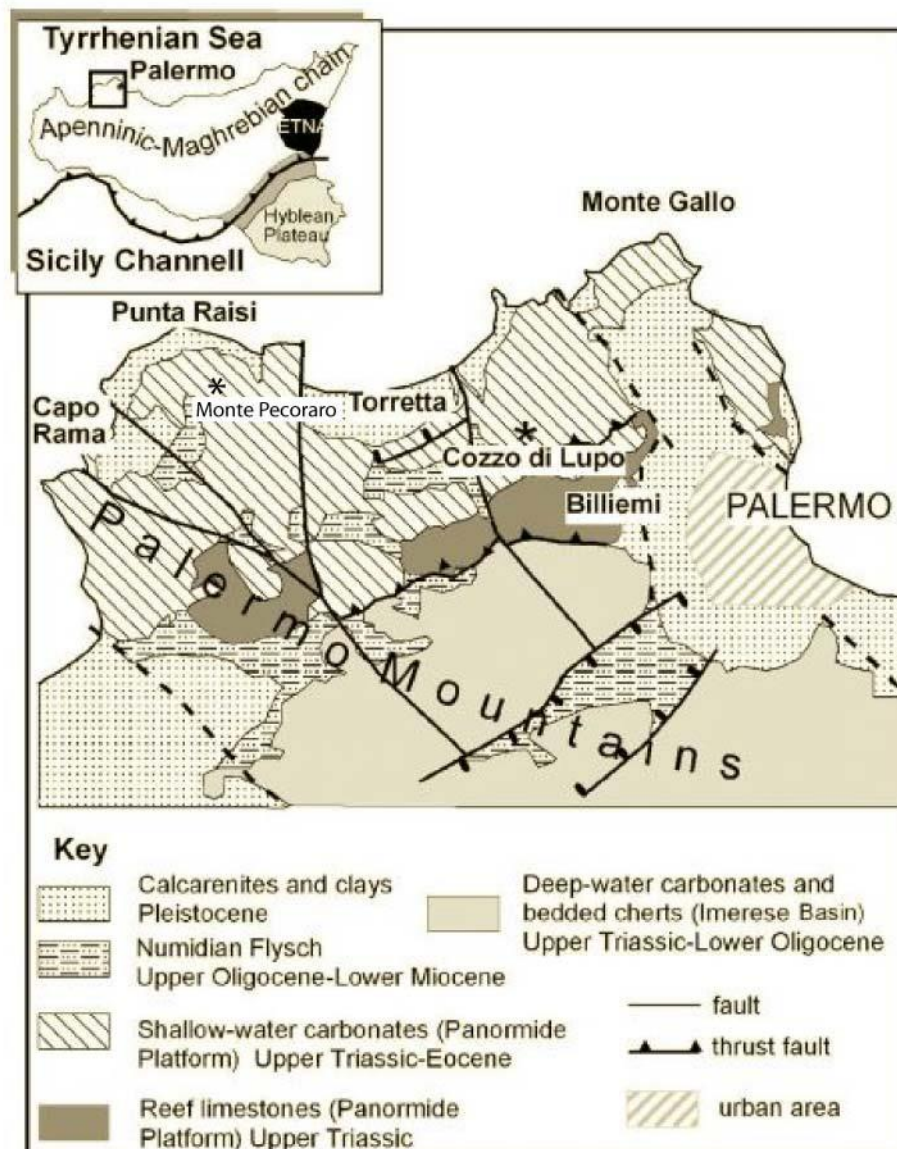 Tyrrhenian Sea
Palermo
Apenninic-Maghrebian chain
ETNA
Hyblean
Plateau
Sicily Channell
Monte Gallo
Punta Raisi
*
Monte Pecoraro
Torretta
Capo
Rama
*
Cozzo di Lupo
Billiemi
PALERMO
Palermo Mountains
Key
Calcarenites and clays
Pleistocene
Numidian Flysch
Upper Oligocene-Lower Miocene
Shallow-water carbonates (Panormide
Platform) Upper Triassic-Eocene
Reef limestones (Panormide
Platform) Upper Triassic
Deep-water carbonates and
bedded cherts (Imerese Basin)
Upper Triassic-Lower Oligocene
fault
thrust fault
urban area